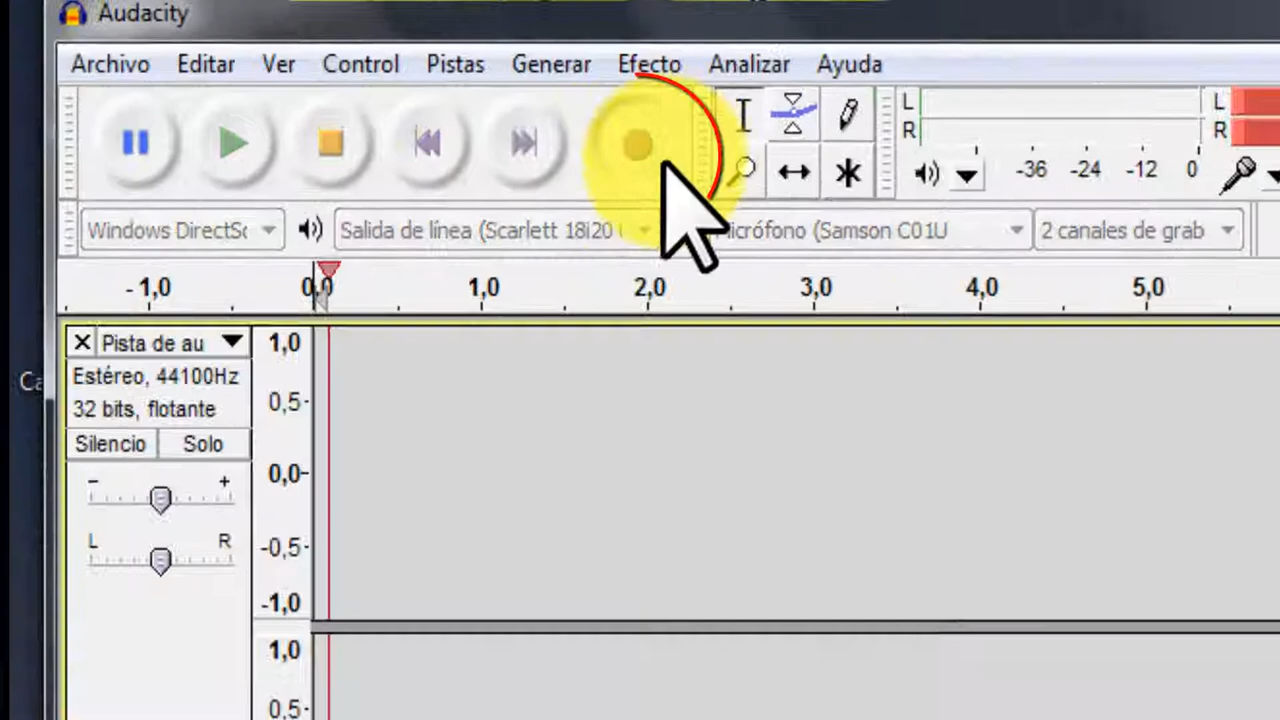 Audacity
Archivo Editar Ver Control Pistas Generar Efecto Analizar Ayuda
L L
R R
-36 -24 -12 0
Windows DirectSo Salida de línea (Scarlett 18i20 Micrófono (Samson C01U 2 canales de grab
-1,0 0,0 1,0 2,0 3,0 4,0 5,0
Pista de au 1,0
Ca Estéreo, 44100Hz
32 bits, flotante 0,5
Silencio Solo
0,0
- +
L R -0,5
-1,0
1,0
0,5